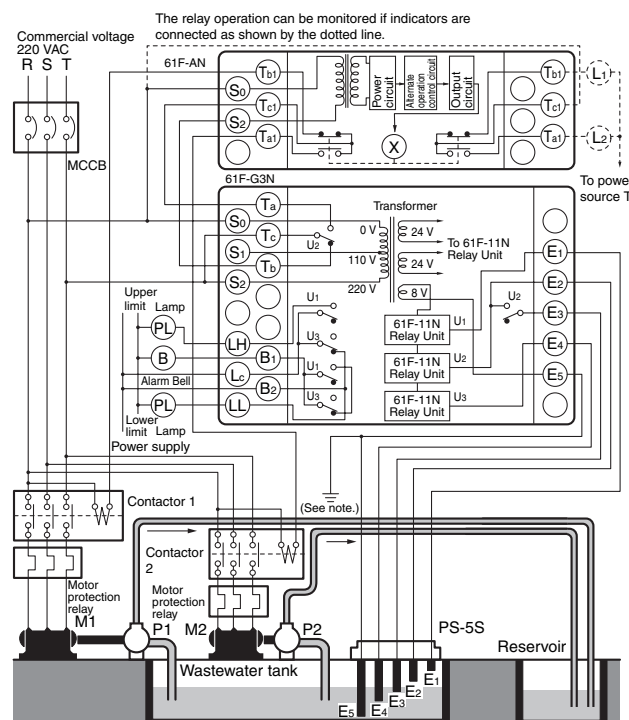 The relay operation can be monitored if indicators are
connected as shown by the dotted line.
Commercial voltage
220 VAC
R S T
61F-AN
Tb1
S0
Tc1
S2
Ta1
Power circuit
Alternate operation control circuit
Output circuit
X
Tb1
Tc1
Ta1
L1
L2
MCCB
To power
source T
61F-G3N
Ta
S0
Tc
S1
Tb
S2
U2
Transformer
0 V
110 V
220 V
24 V
24 V
8 V
To 61F-11N
Relay Unit
E1
E2
U2
E3
E4
E5
61F-11N
Relay Unit
U1
61F-11N
Relay Unit
U2
61F-11N
Relay Unit
U3
Upper
limit
Lamp
PL
B
Alarm Bell
PL
Lower
limit
Lamp
Power supply
LH
Lc
B1
B2
LL
U1
U3
U1
U3
(See note.)
Contactor 1
Contactor
2
Motor
protection
relay
Motor
protection
relay
M1
P1
M2
P2
PS-5S
Reservoir
Wastewater tank
E5
E4
E3
E2
E1